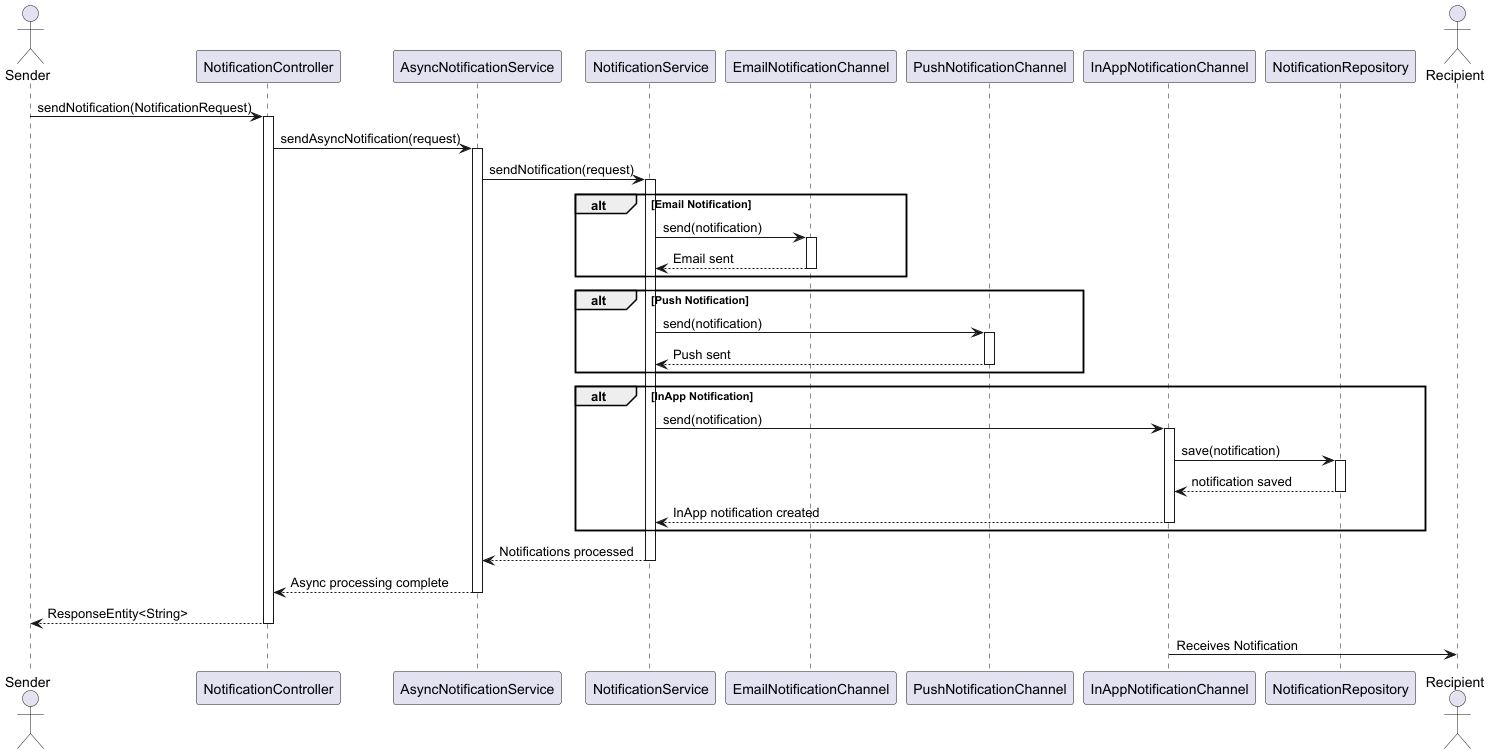 Sender
Recipient
NotificationController
AsyncNotificationService
NotificationService
EmailNotificationChannel
PushNotificationChannel
InAppNotificationChannel
NotificationRepository
sendNotification(NotificationRequest)
sendAsyncNotification(request)
sendNotification(request)
alt [Email Notification]
send(notification)
Email sent
alt [Push Notification]
send(notification)
Push sent
alt [InApp Notification]
send(notification)
save(notification)
notification saved
InApp notification created
Notifications processed
Async processing complete
ResponseEntity<String>
Receives Notification
Sender
NotificationController
AsyncNotificationService
NotificationService
EmailNotificationChannel
PushNotificationChannel
InAppNotificationChannel
NotificationRepository
Recipient